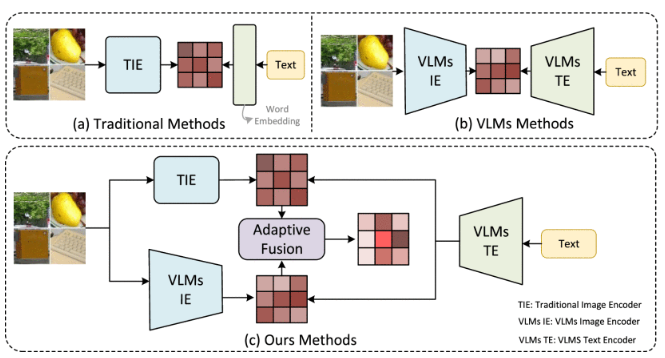 TIE
Text
Word
Embedding
(a) Traditional Methods
VLMs
IE
VLMs
TE
Text
(b) VLMs Methods
TIE
Adaptive
Fusion
VLMs
IE
VLMs
TE
Text
TIE: Traditional Image Encoder
VLMs IE: VLMs Image Encoder
VLMs TE: VLMS Text Encoder
(c) Ours Methods